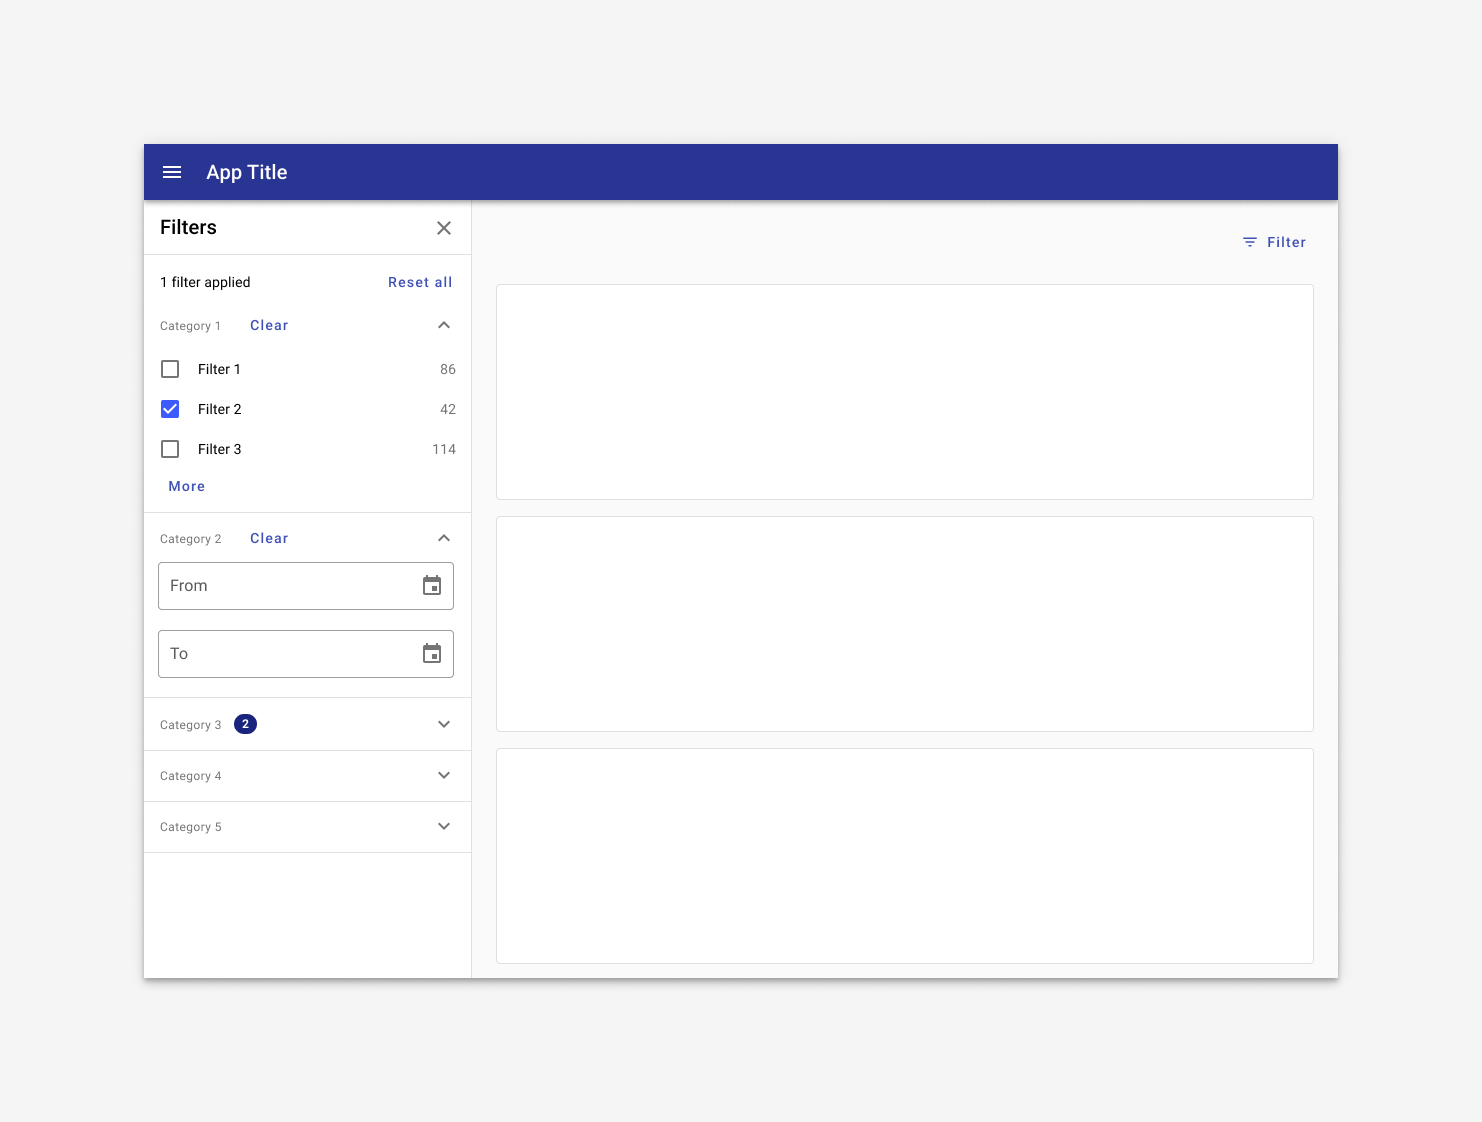 App Title
Filters
Filter
1 filter applied
Reset all
Category 1
Clear
Filter 1
86
Filter 2
42
Filter 3
114
More
Category 2
Clear
From
To
Category 3
2
Category 4
Category 5